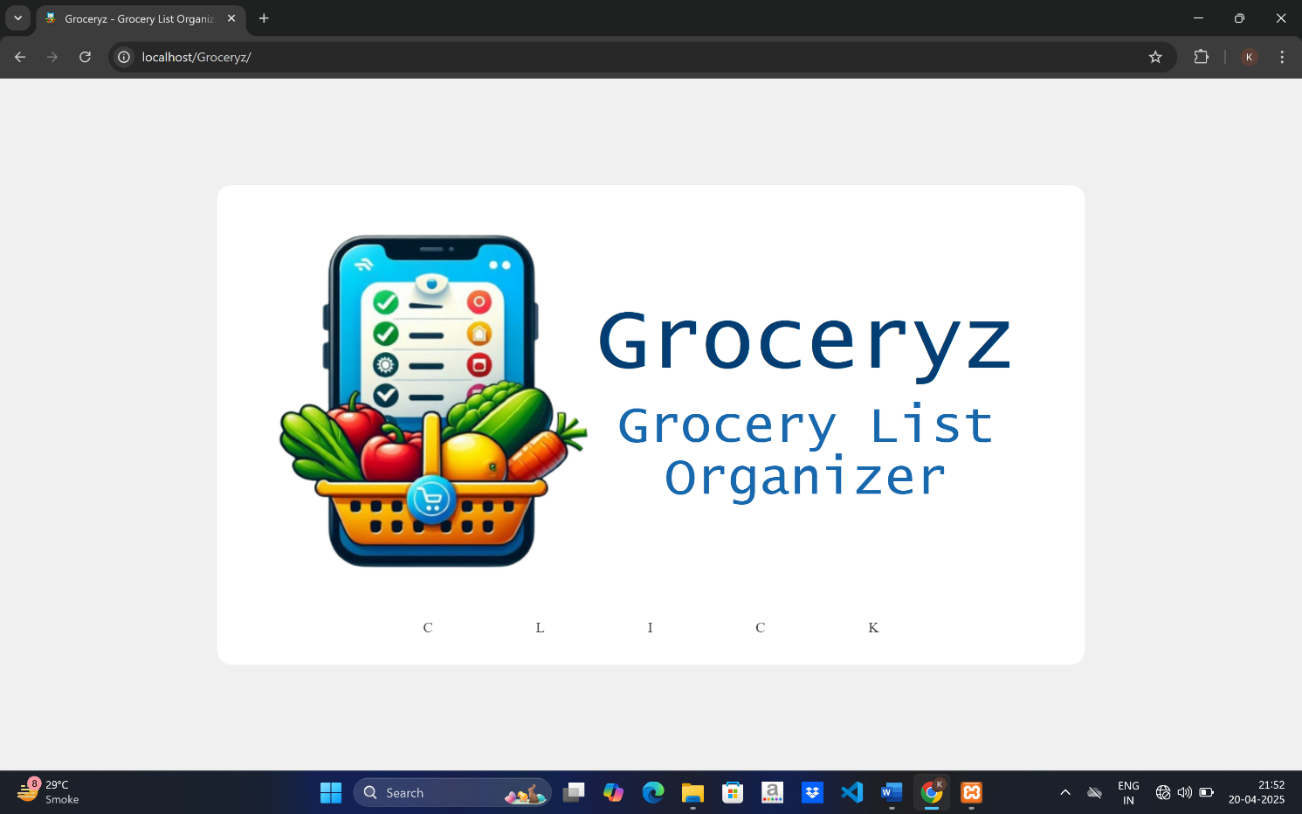 Groceryz - Grocery List Organiz
localhost/Groceryz/
K
Groceryz
Grocery List
Organizer
C L I C K
8
29°C
Smoke
Search
a
W
K
ENG
IN
21:52
20-04-2025